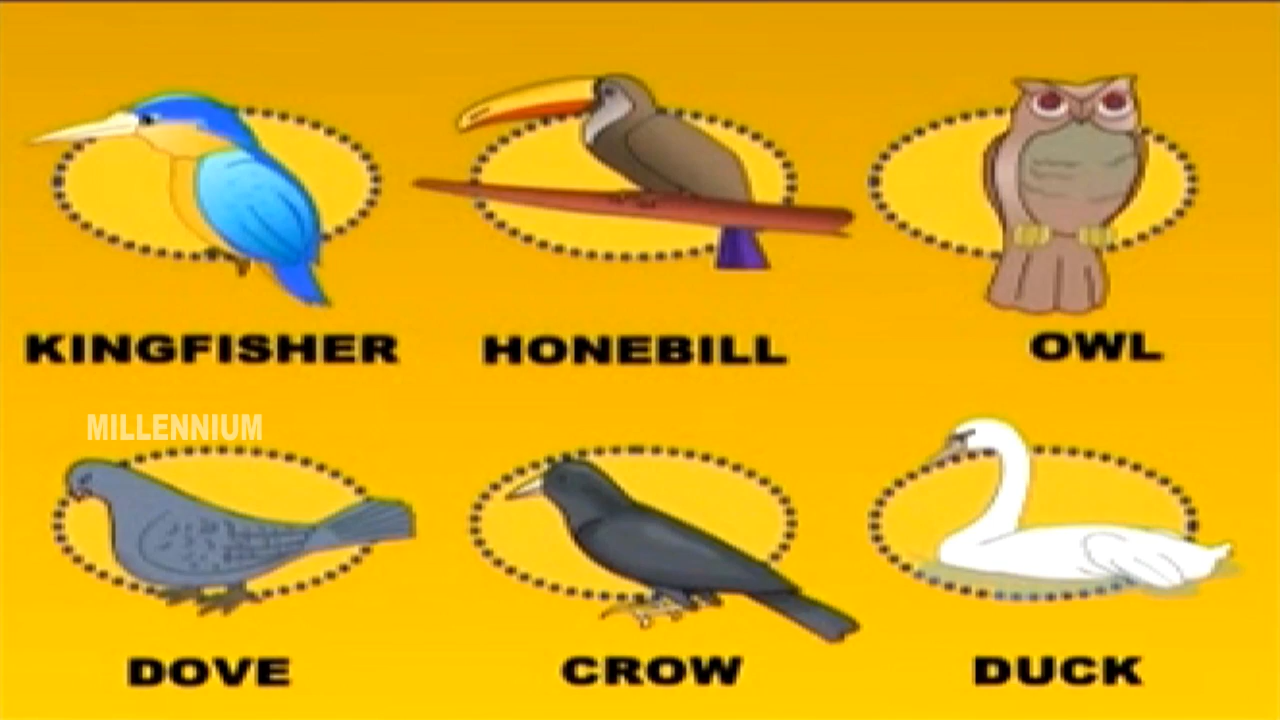 KINGFISHER
HONEBILL
OWL
MILLENNIUM
DOVE
CROW
DUCK